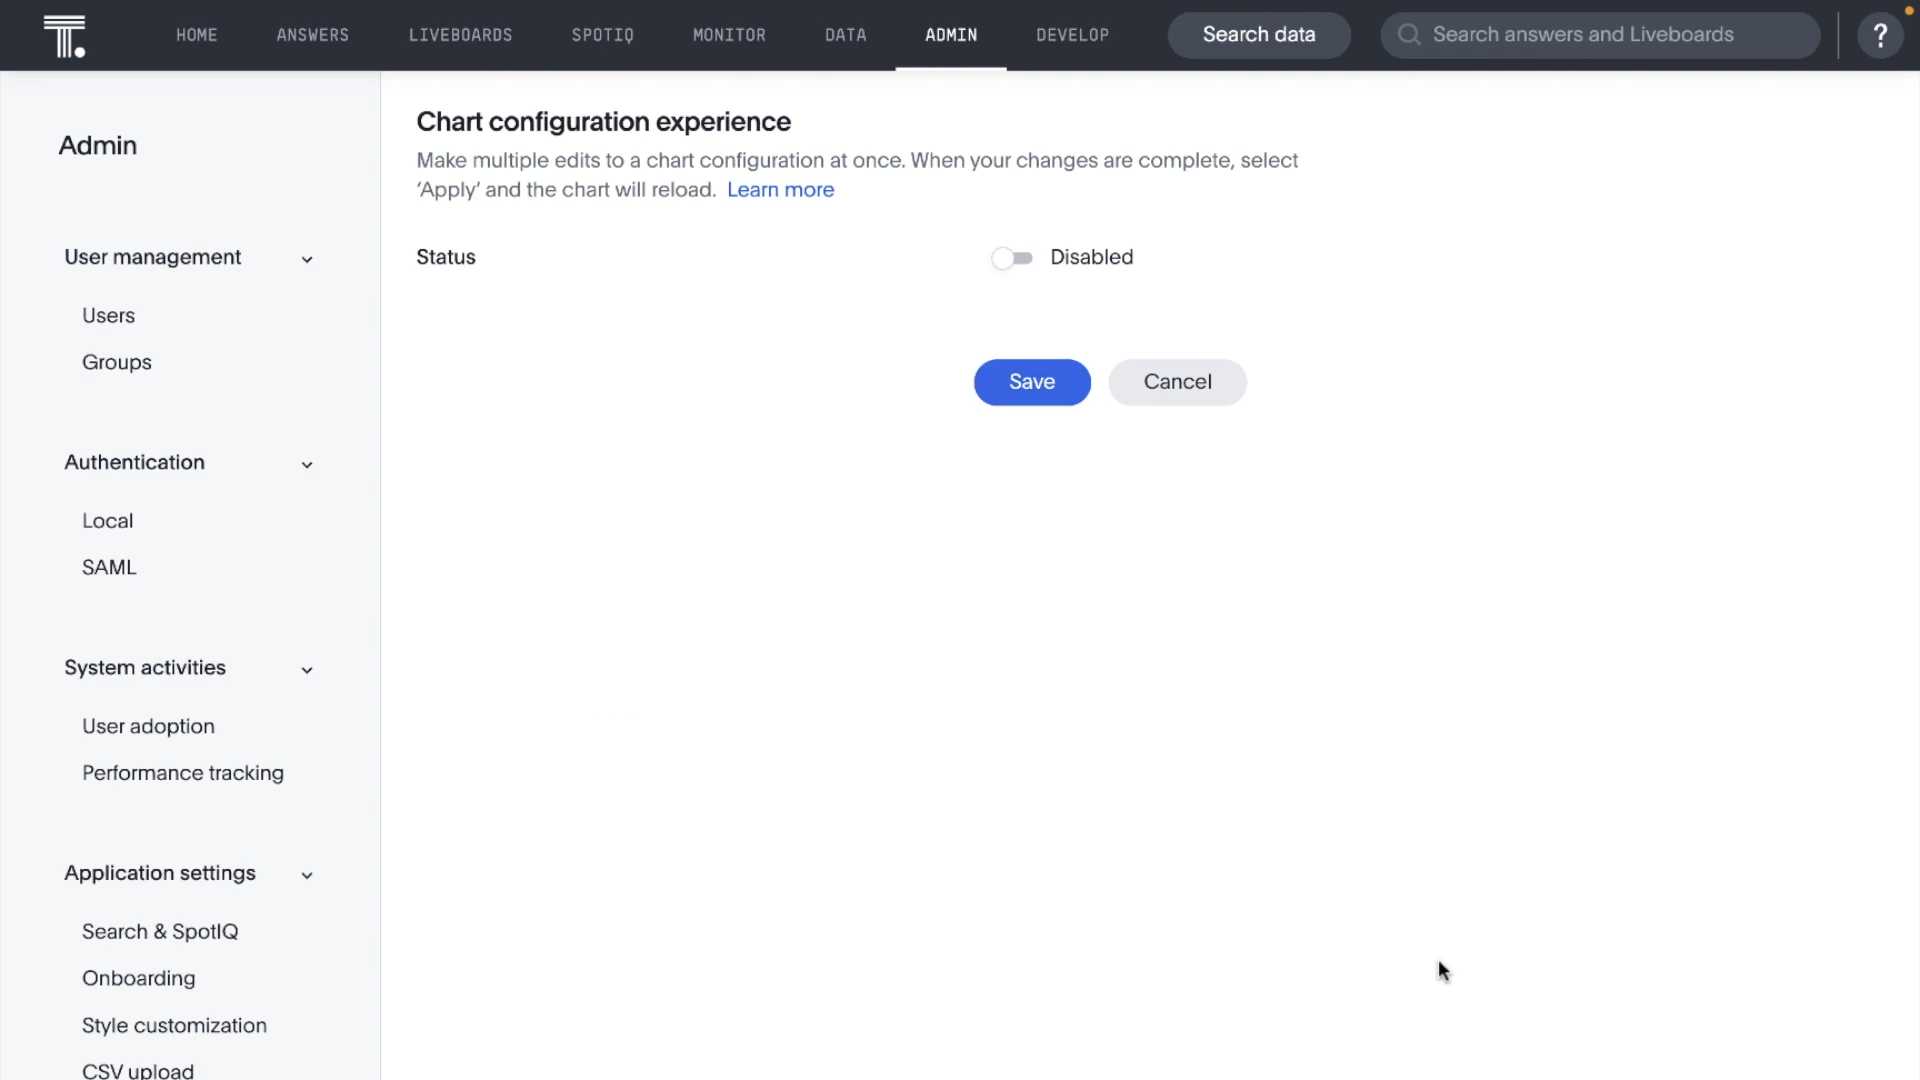 T.
HOME ANSWERS LIVEBOARDS SPOTIQ MONITOR DATA ADMIN DEVELOP Search data Search answers and Liveboards ?
Admin
User management
Users
Groups
Authentication
Local
SAML
System activities
User adoption
Performance tracking
Application settings
Search & SpotIQ
Onboarding
Style customization
CSV upload
Chart configuration experience
Make multiple edits to a chart configuration at once. When your changes are complete, select
‘Apply’ and the chart will reload. Learn more
Status Disabled
Save Cancel